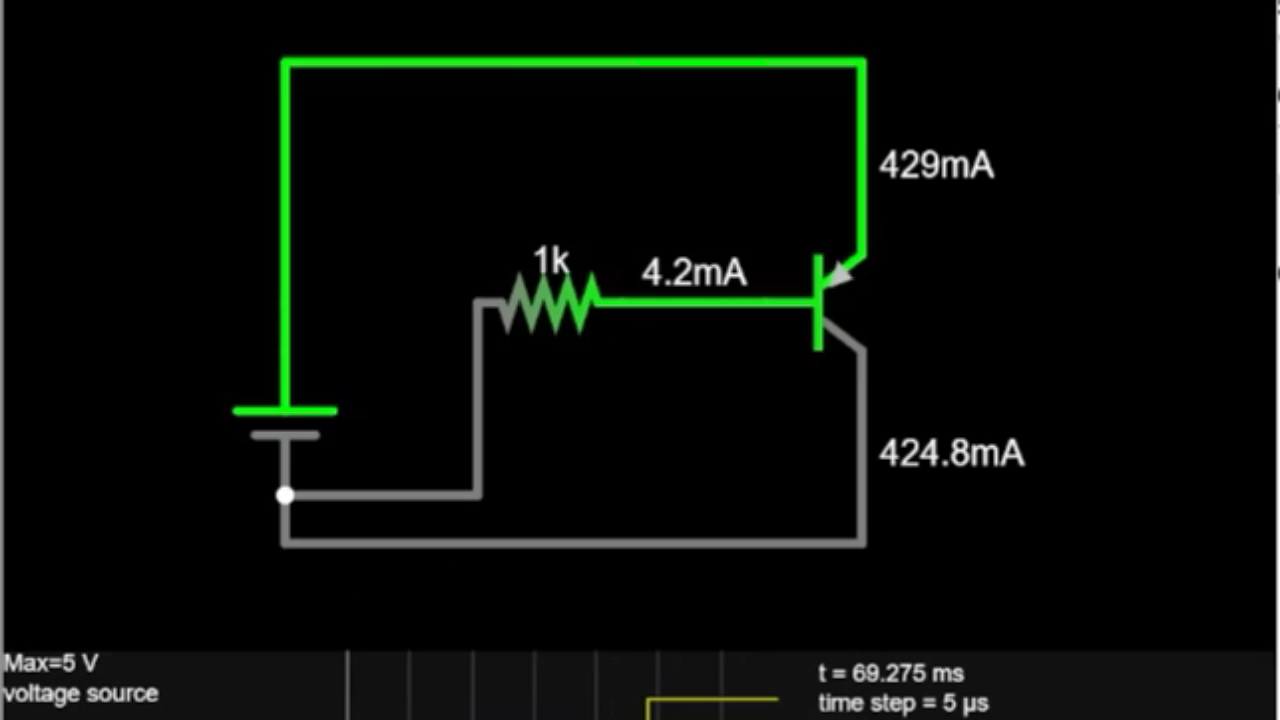 429mA
1k
4.2mA
424.8mA
Max=5 V
voltage source
t = 69.275 ms
time step = 5 μs